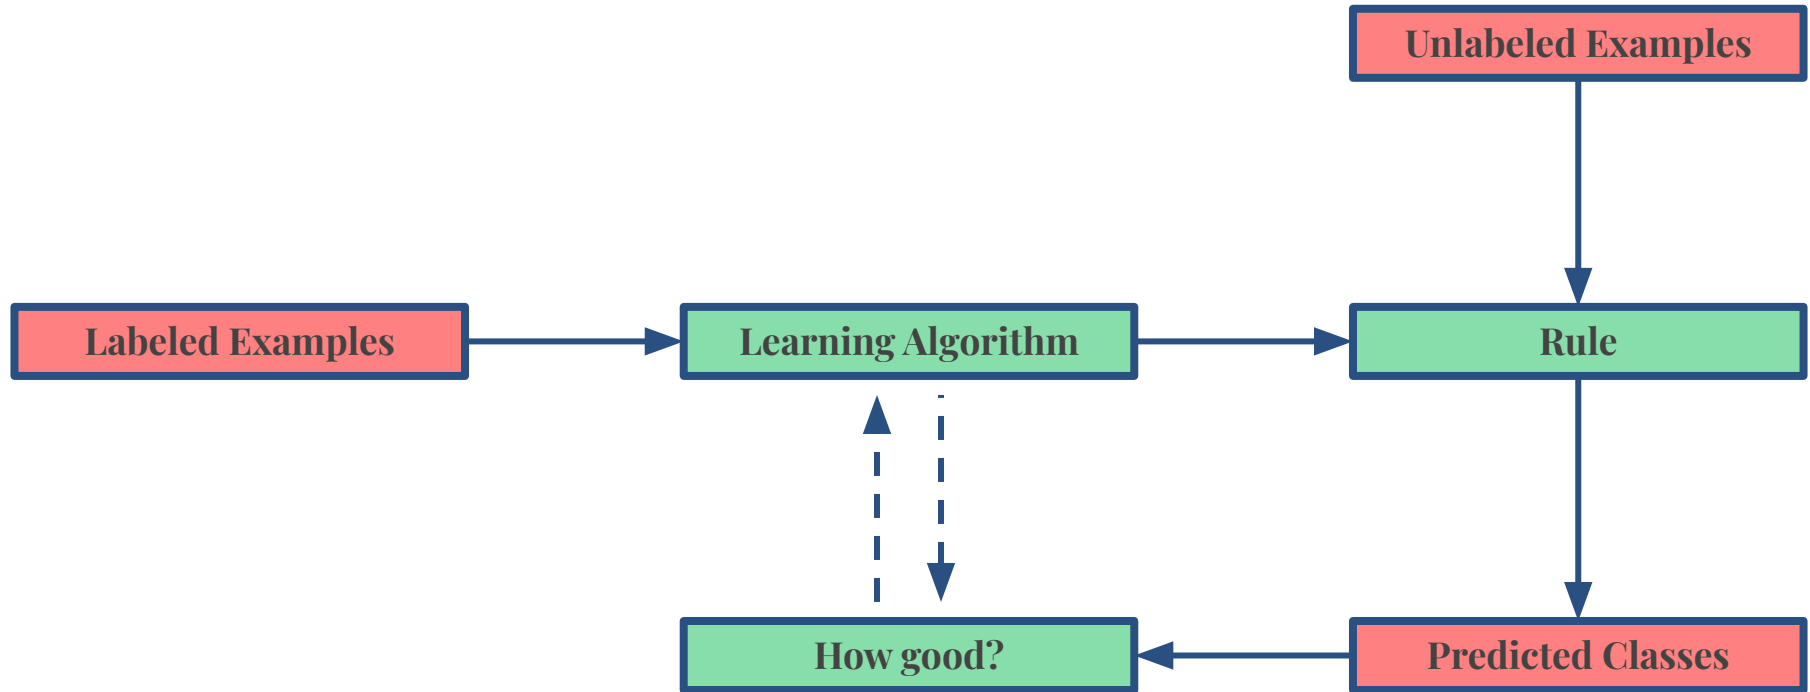 Unlabeled Examples
Labeled Examples
Learning Algorithm
Rule
How good?
Predicted Classes